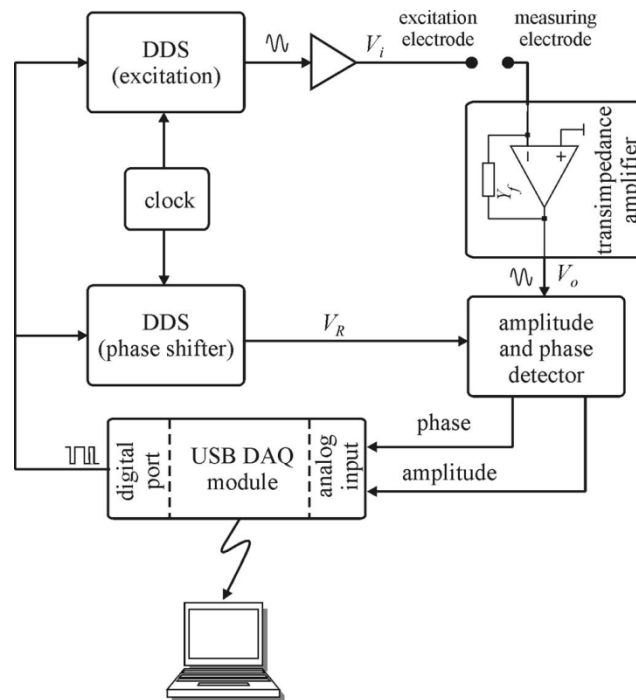 excitation
electrode
measuring
electrode
DDS
(excitation)
Vᵢ
clock
− +
Y_f
transimpedance
amplifier
V_o
DDS
(phase shifter)
V_R
amplitude
and phase
detector
phase
amplitude
digital
port
USB DAQ
module
analog
input